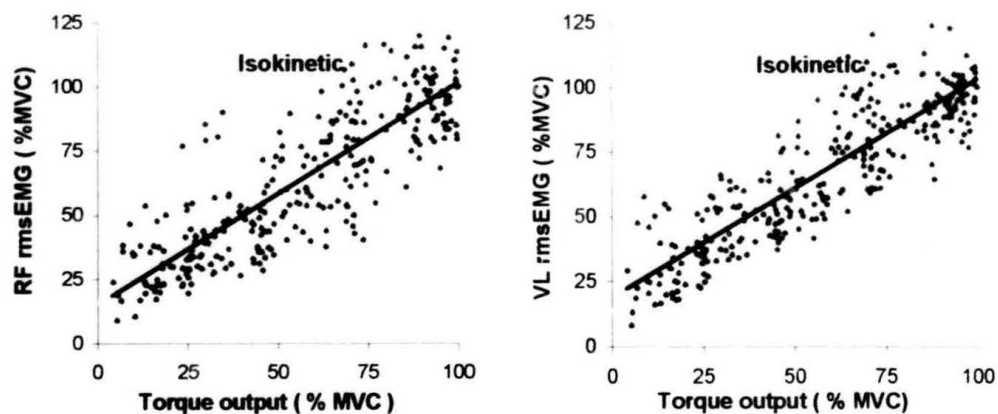 125
100
75
50
25
0
RF rmsEMG ( %MVC)
Isokinetic
0 25 50 75 100
Torque output ( % MVC )
125
100
75
50
25
0
VL rmsEMG ( %MVC)
Isokinetic
0 25 50 75 100
Torque output ( % MVC)